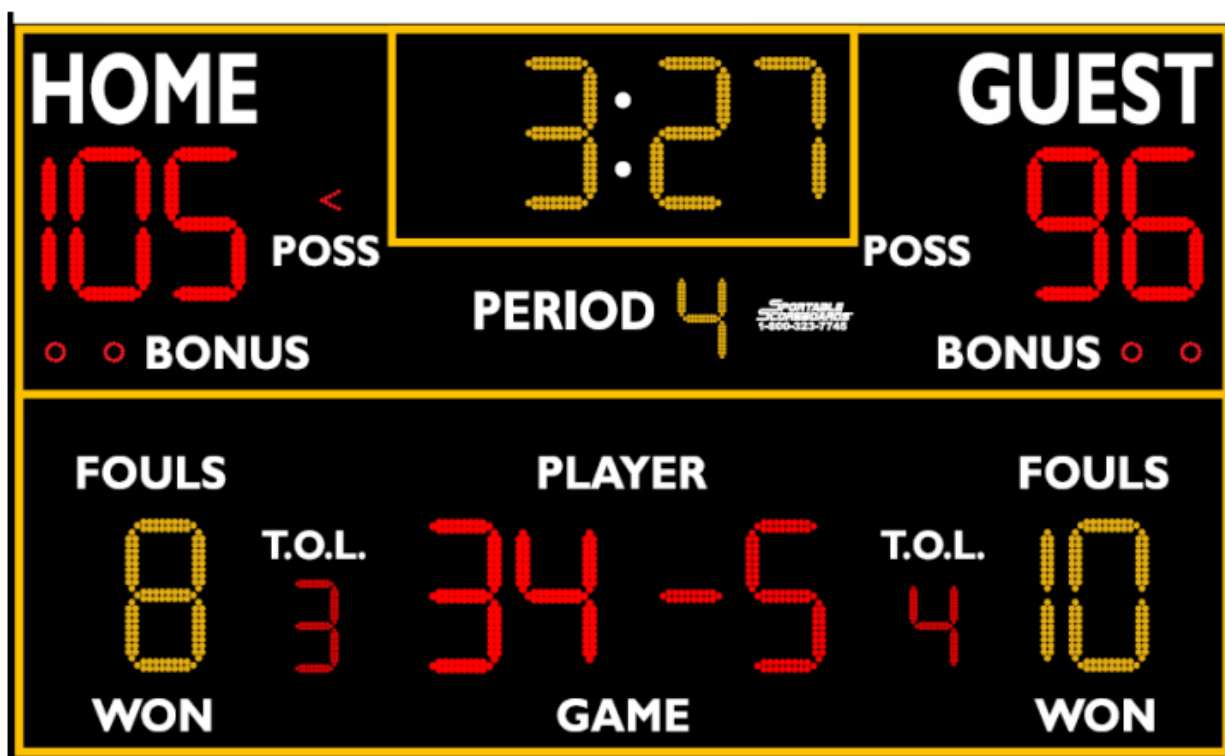 HOME 3:27 GUEST
105 < POSS POSS 96
PERIOD 4 SPORTABLE
SCOREBOARDS
1-800-323-7745
BONUS BONUS
FOULS PLAYER FOULS
8 T.O.L. 3 34-5 T.O.L. 4 10
WON GAME WON